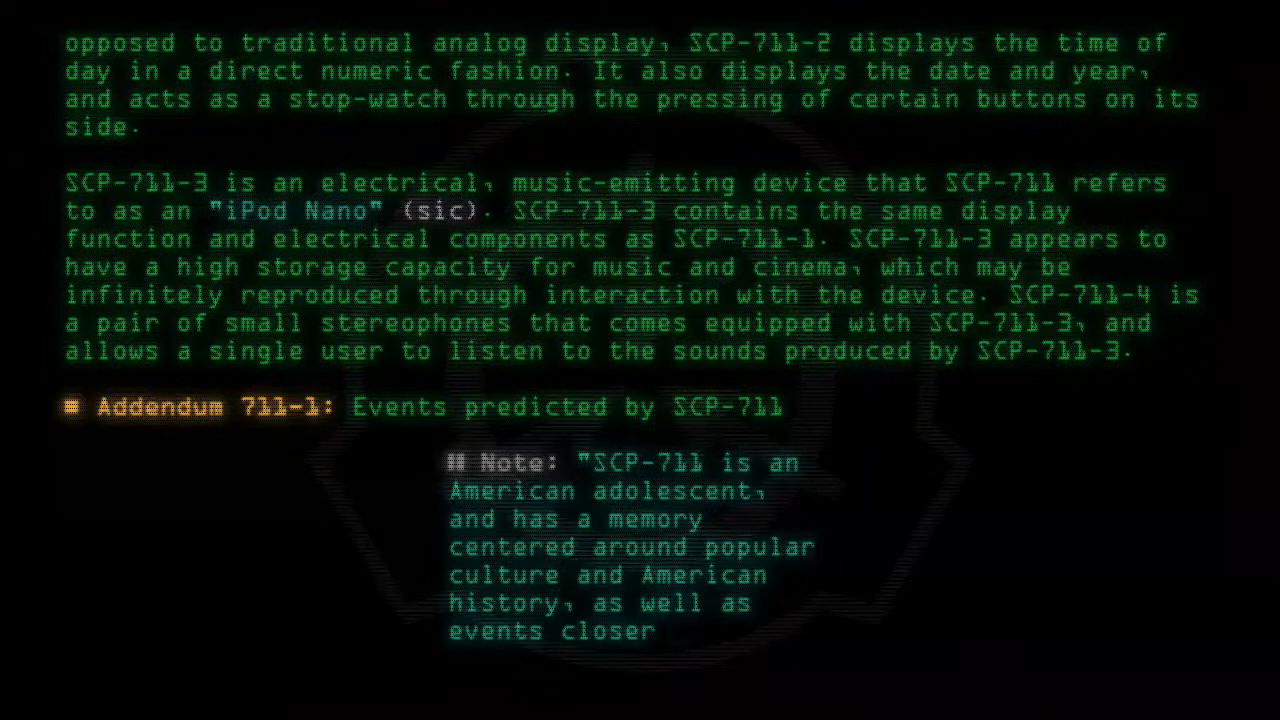 opposed to traditional analog display, SCP-711-2 displays the time of
day in a direct numeric fashion. It also displays the date and year,
and acts as a stop-watch through the pressing of certain buttons on its
side.
SCP-711-3 is an electrical, music-emitting device that SCP-711 refers
to as an "iPod Nano" (sic). SCP-711-3 contains the same display
function and electrical components as SCP-711-1. SCP-711-3 appears to
have a high storage capacity for music and cinema, which may be
infinitely reproduced through interaction with the device. SCP-711-4 is
a pair of small stereophones that comes equipped with SCP-711-3, and
allows a single user to listen to the sounds produced by SCP-711-3.
# Addendum 711-1: Events predicted by SCP-711
## Note: "SCP-711 is an
American adolescent,
and has a memory
centered around popular
culture and American
history, as well as
events closer